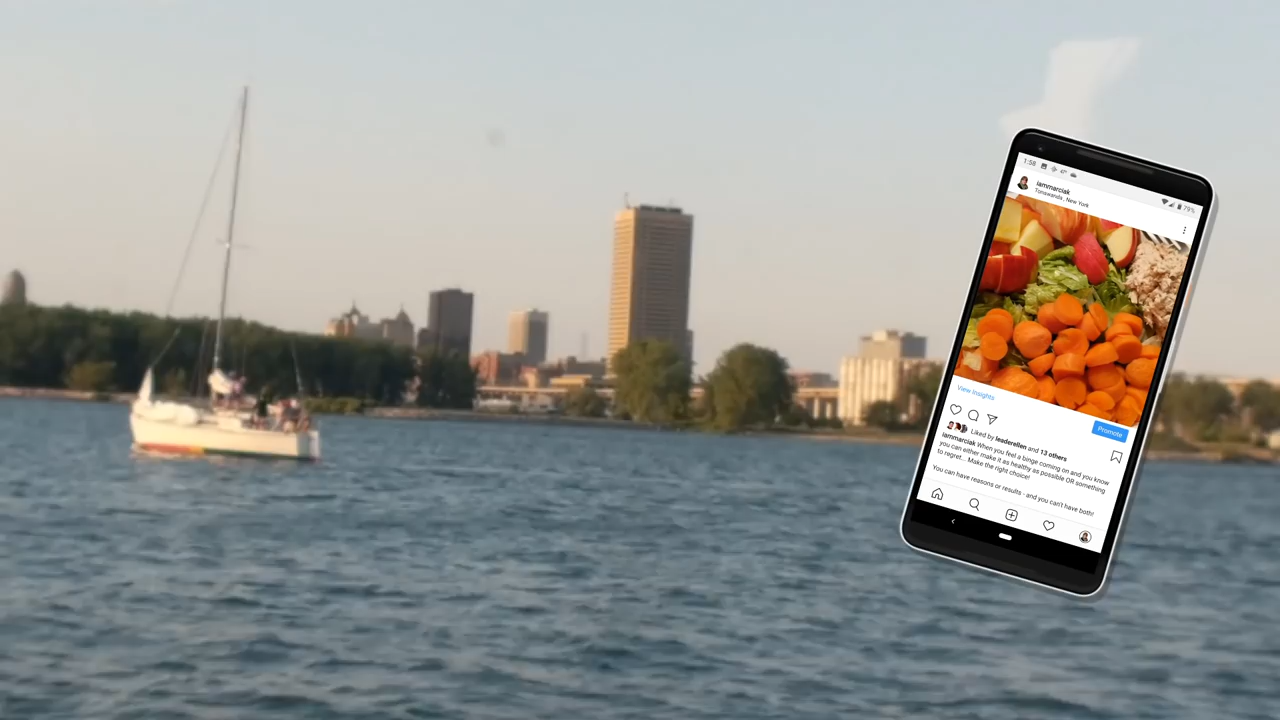 1:58 47° 79%
iammarciak
Tonawanda, New York
View Insights
Promote
Liked by leaderellen and 13 others
iammarciak When you feel a binge coming on and you know
you can either make it as healthy as possible OR something
to regret... Make the right choice!
You can have reasons or results - and you can't have both!